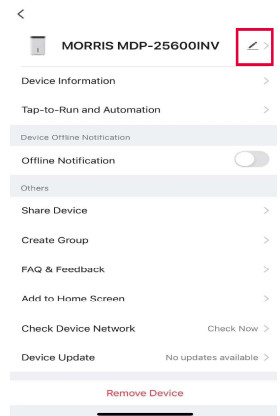 MORRIS MDP-25600INV
Device Information
Tap-to-Run and Automation
Device Offline Notification
Offline Notification
Others
Share Device
Create Group
FAQ & Feedback
Add to Home Screen
Check Device Network Check Now
Device Update No updates available
Remove Device